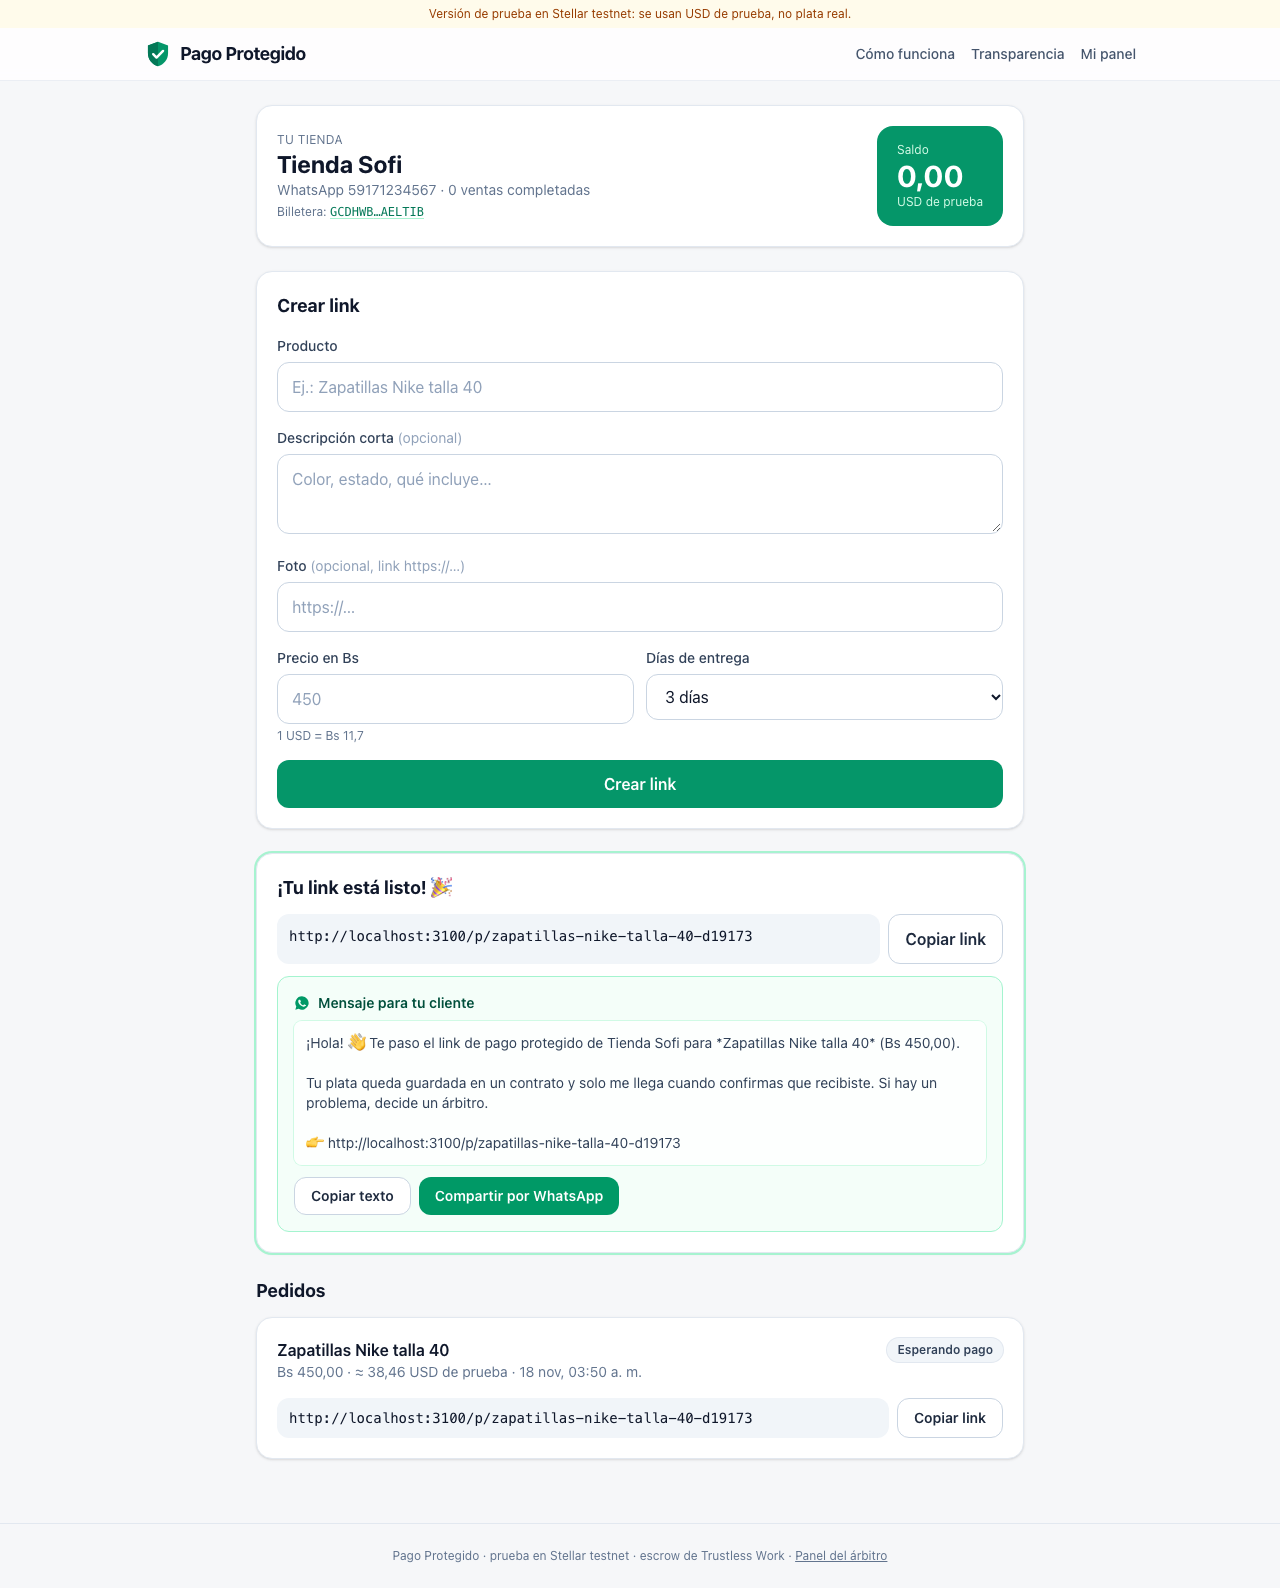 Versión de prueba en Stellar testnet: se usan USD de prueba, no plata real.
Pago Protegido
Cómo funciona
Transparencia
Mi panel
TU TIENDA
Tienda Sofi
WhatsApp 59171234567 · 0 ventas completadas
Billetera: GCDHWB…AELTIB
Saldo
0,00
USD de prueba
Crear link
Producto
Ej.: Zapatillas Nike talla 40
Descripción corta (opcional)
Color, estado, qué incluye...
Foto (opcional, link https://...)
https://...
Precio en Bs
Días de entrega
450
3 días
1 USD = Bs 11,7
Crear link
¡Tu link está listo! 🎉
http://localhost:3100/p/zapatillas-nike-talla-40-d19173
Copiar link
Mensaje para tu cliente
¡Hola! 👋 Te paso el link de pago protegido de Tienda Sofi para *Zapatillas Nike talla 40* (Bs 450,00).
Tu plata queda guardada en un contrato y solo me llega cuando confirmas que recibiste. Si hay un
problema, decide un árbitro.
👉 http://localhost:3100/p/zapatillas-nike-talla-40-d19173
Copiar texto
Compartir por WhatsApp
Pedidos
Zapatillas Nike talla 40
Esperando pago
Bs 450,00 · ≈ 38,46 USD de prueba · 18 nov, 03:50 a. m.
http://localhost:3100/p/zapatillas-nike-talla-40-d19173
Copiar link
Pago Protegido · prueba en Stellar testnet · escrow de Trustless Work · Panel del árbitro